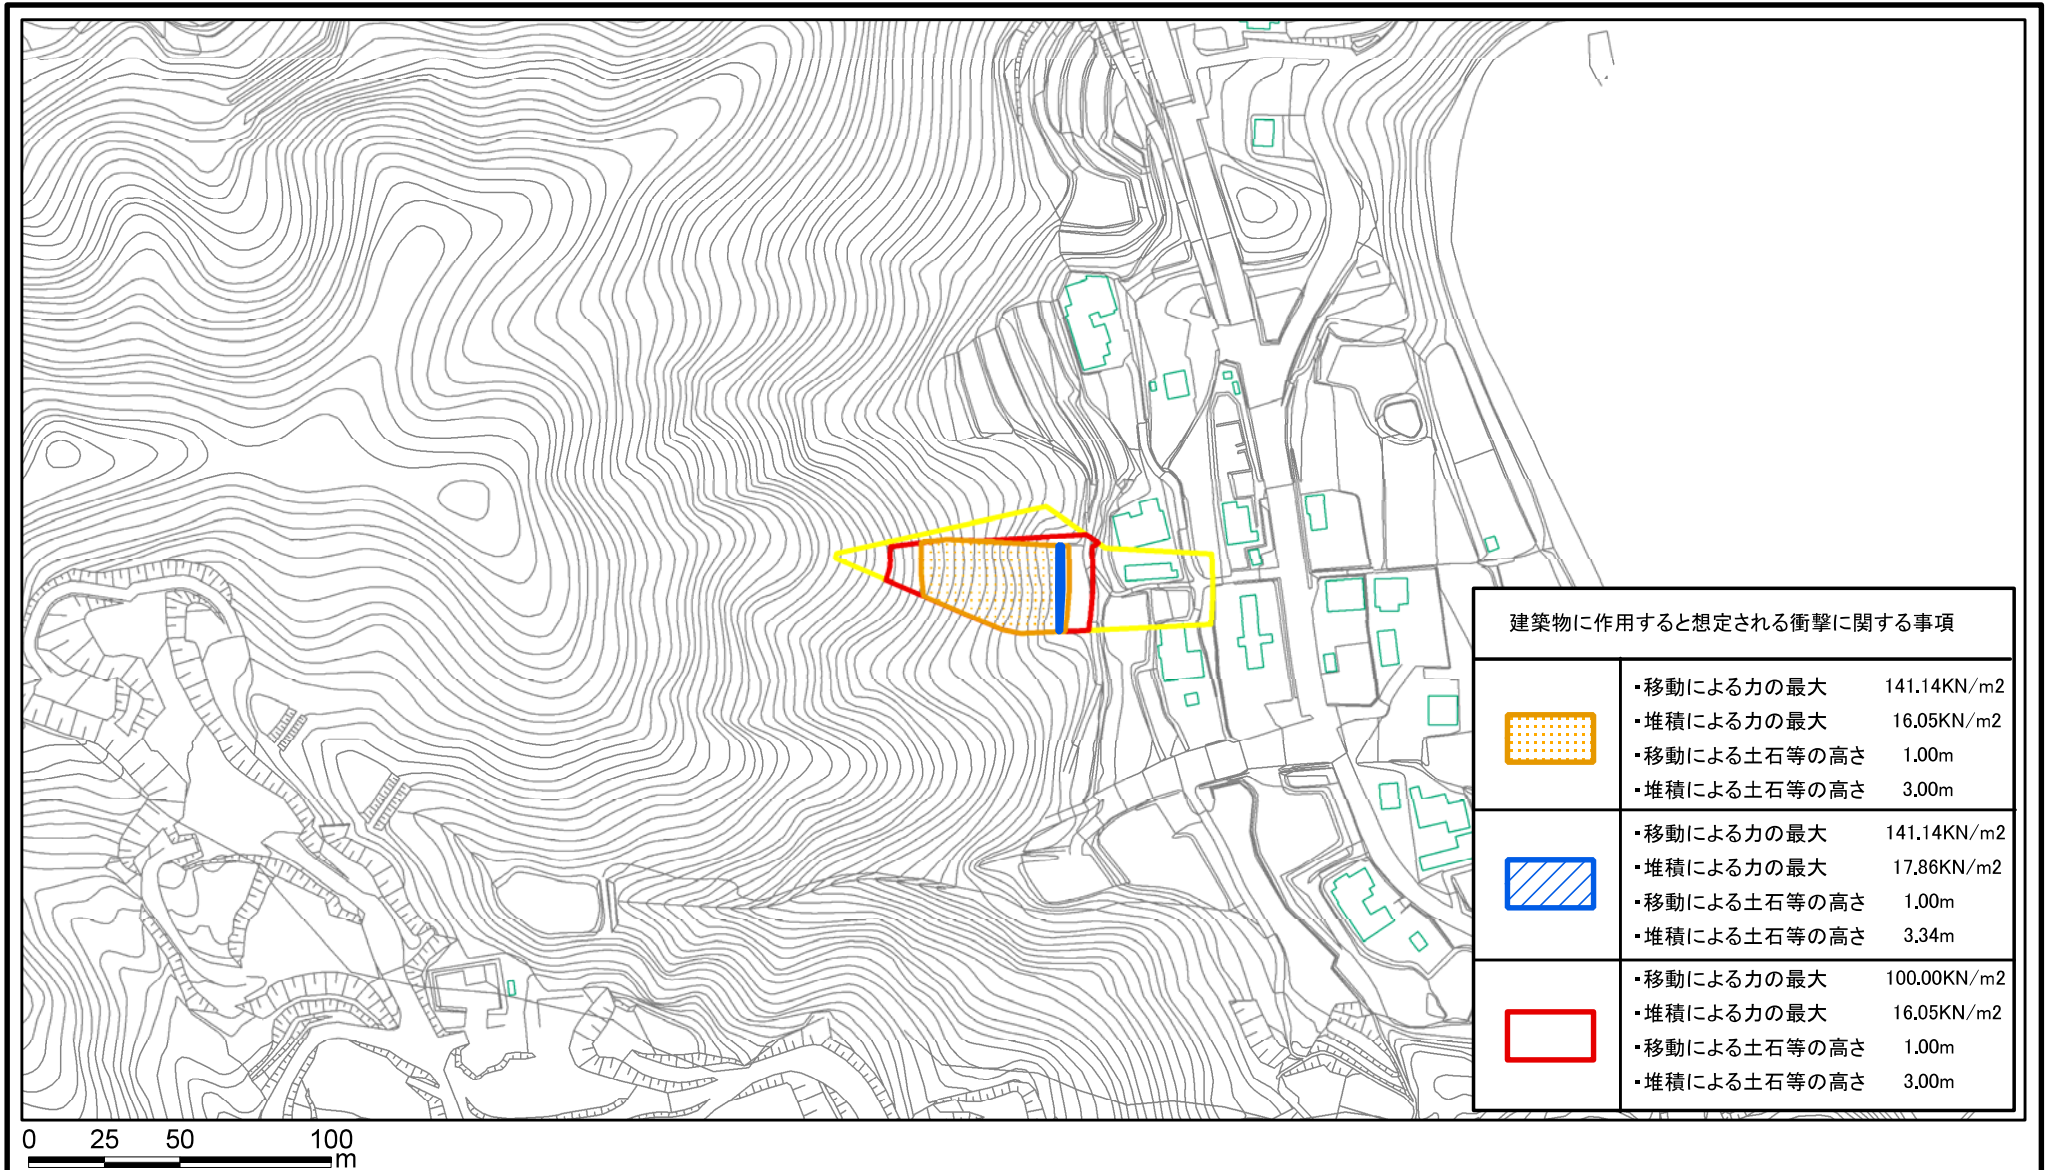 建築物に作用すると想定される衝撃に関する事項
・移動による力の最大 141.14KN/m2
・堆積による力の最大 16.05KN/m2
・移動による土石等の高さ 1.00m
・堆積による土石等の高さ 3.00m
・移動による力の最大 141.14KN/m2
・堆積による力の最大 17.86KN/m2
・移動による土石等の高さ 1.00m
・堆積による土石等の高さ 3.34m
・移動による力の最大 100.00KN/m2
・堆積による力の最大 16.05KN/m2
・移動による土石等の高さ 1.00m
・堆積による土石等の高さ 3.00m
0 25 50 100
m